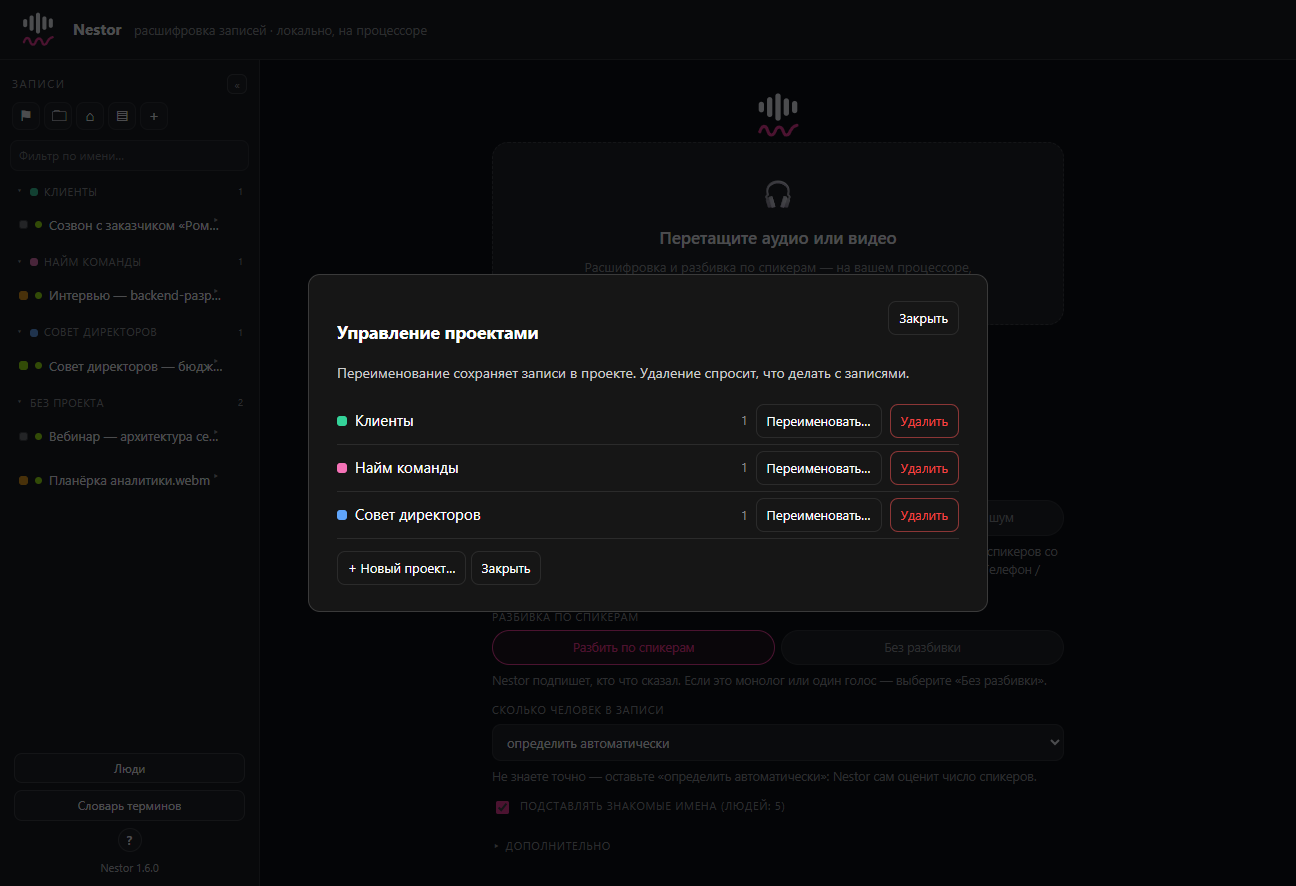 Nestor расшифровка записей · локально, на процессоре
ЗАПИСИ «
+
Фильтр по имени...
КЛИЕНТЫ 1
Созвон с заказчиком «Ром...
НАЙМ КОМАНДЫ 1
Интервью — backend-разр...
СОВЕТ ДИРЕКТОРОВ 1
Совет директоров — бюдж...
БЕЗ ПРОЕКТА 2
Вебинар — архитектура се...
Планёрка аналитики.webm
Люди
Словарь терминов
?
Nestor 1.6.0
Перетащите аудио или видео
Расшифровка и разбивка по спикерам — на вашем процессоре,
Управление проектами
Закрыть
Переименование сохраняет записи в проекте. Удаление спросит, что делать с записями.
Клиенты 1 Переименовать... Удалить
Найм команды 1 Переименовать... Удалить
Совет директоров 1 Переименовать... Удалить
+ Новый проект... Закрыть
шум
спикеров со
РАЗБИВКА ПО СПИКЕРАМ
Разбить по спикерам Без разбивки
Nestor подпишет, кто что сказал. Если это монолог или один голос — выберите «Без разбивки».
СКОЛЬКО ЧЕЛОВЕК В ЗАПИСИ
определить автоматически
Не знаете точно — оставьте «определить автоматически»; Nestor сам оценит число спикеров.
ПОДСТАВЛЯТЬ ЗНАКОМЫЕ ИМЕНА (ЛЮДЕЙ: 5)
ДОПОЛНИТЕЛЬНО